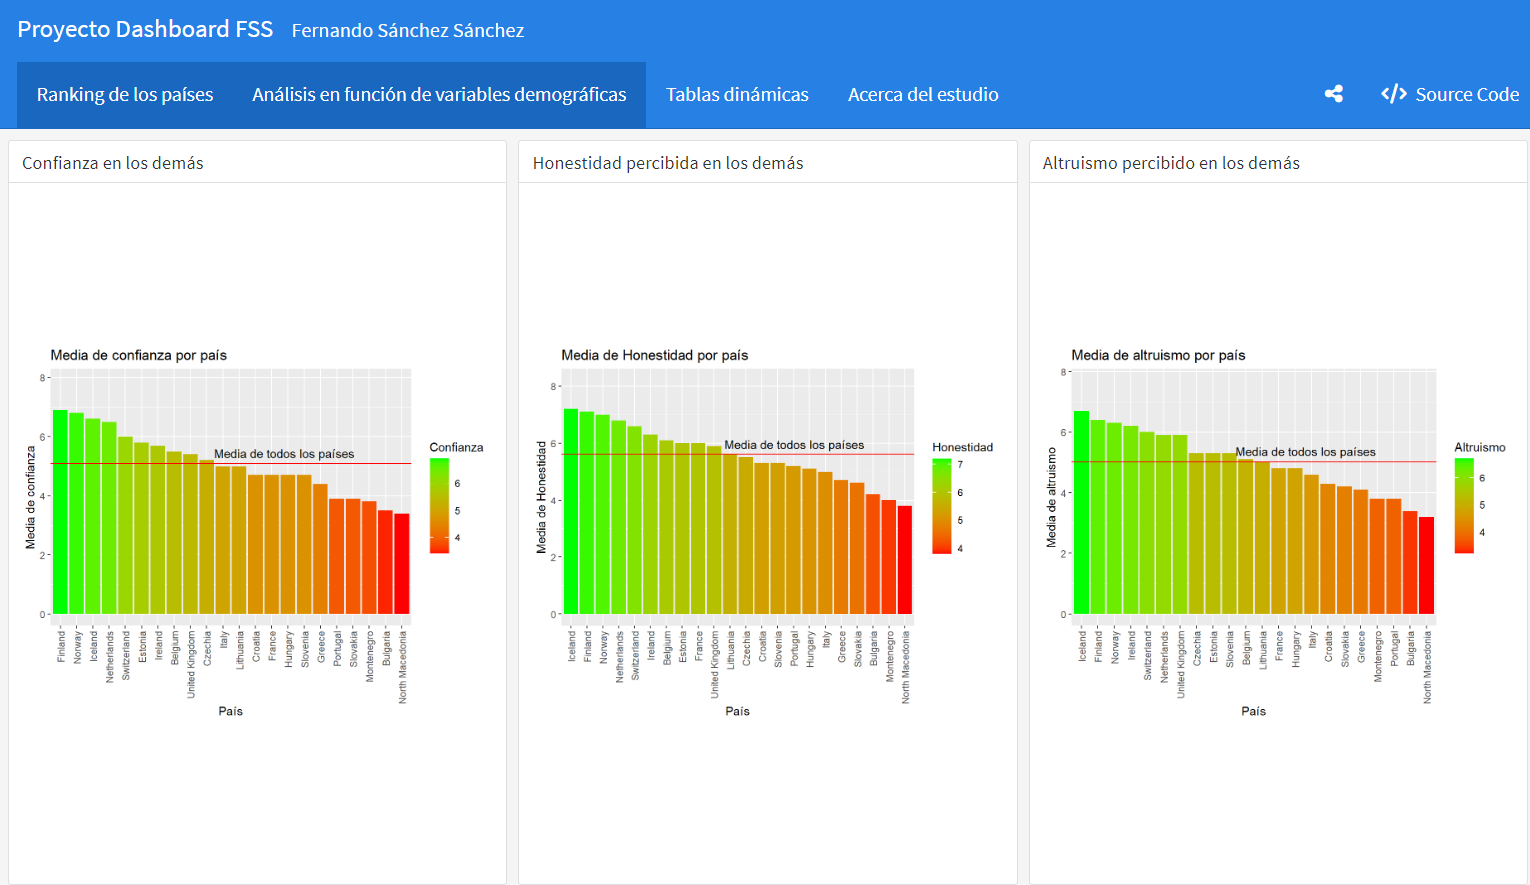 Proyecto Dashboard FSS Fernando Sánchez Sánchez
Ranking de los países Análisis en función de variables demográficas Tablas dinámicas Acerca del estudio Source Code
Confianza en los demás
Media de confianza por país
8
6
4
2
0
Media de confianza
Media de todos los países
Finland
Norway
Iceland
Netherlands
Switzerland
Estonia
Ireland
Belgium
United Kingdom
Czechia
Italy
Lithuania
Croatia
France
Hungary
Slovenia
Greece
Portugal
Slovakia
Montenegro
Bulgaria
North Macedonia
País
Confianza
6
5
4
Honestidad percibida en los demás
Media de Honestidad por país
8
6
4
2
0
Media de Honestidad
Media de todos los países
Iceland
Finland
Norway
Netherlands
Switzerland
Ireland
Belgium
Estonia
France
United Kingdom
Lithuania
Czechia
Croatia
Slovenia
Portugal
Hungary
Italy
Greece
Slovakia
Bulgaria
Montenegro
North Macedonia
País
Honestidad
7
6
5
4
Altruismo percibido en los demás
Media de altruismo por país
8
6
4
2
0
Media de altruismo
Media de todos los países
Iceland
Finland
Norway
Ireland
Switzerland
Netherlands
United Kingdom
Czechia
Estonia
Slovenia
Belgium
Lithuania
France
Hungary
Italy
Croatia
Slovakia
Greece
Montenegro
Portugal
Bulgaria
North Macedonia
País
Altruismo
6
5
4